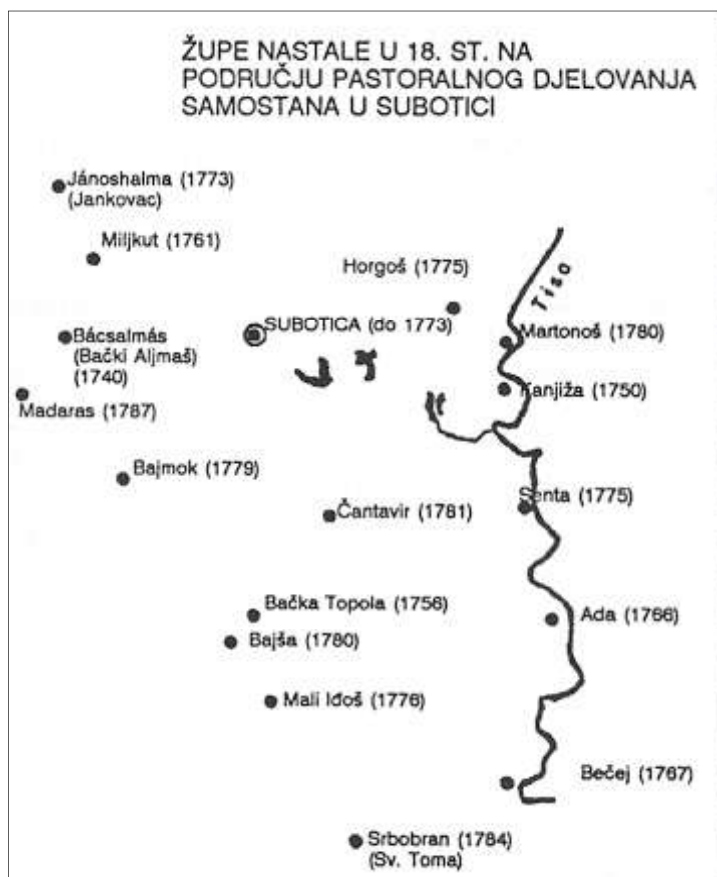 ŽUPE NASTALE U 18. ST. NA
PODRUČJU PASTORALNOG DJELOVANJA
SAMOSTANA U SUBOTICI
Jánoshalma (1773)
(Jankovac)
Miljkut (1761)
Horgoš (1775)
Tisa
SUBOTICA (do 1773)
Martonoš (1780)
Bácsalmás
(Bački Aljmaš)
(1740)
Kanjiža (1750)
Madaras (1787)
Bajmok (1779)
Senta (1775)
Čantavir (1781)
Bačka Topola (1756)
Ada (1766)
Bajša (1780)
Mali Iđoš (1776)
Bečej (1767)
Srbobran (1784)
(Sv. Toma)